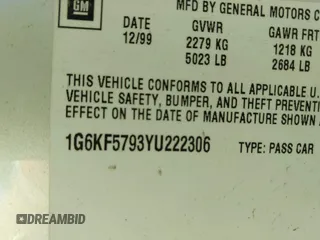 GM
MFD BY GENERAL MOTORS C
DATE GVWR GAWR FRT
12/99 2279 KG 1218 KG
5023 LB 2684 LB
THIS VEHICLE CONFORMS TO ALL APPLICABLE U.
VEHICLE SAFETY, BUMPER, AND THEFT PREVENTI
EFFECT ON THE DATE OF MANUFACTURE SHOWN A
1G6KF5793YU222306 TYPE: PASS CAR
DREAMBID